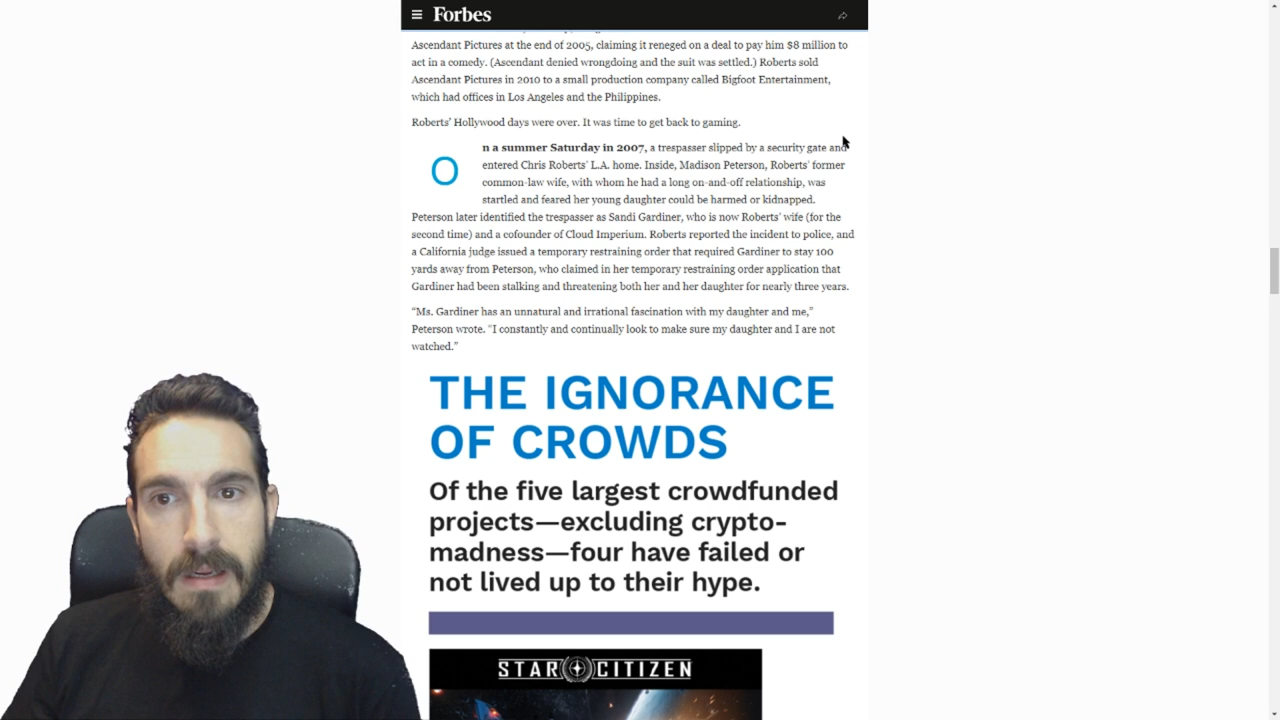 Forbes
Ascendant Pictures at the end of 2005, claiming it reneged on a deal to pay him $8 million to
act in a comedy. (Ascendant denied wrongdoing and the suit was settled.) Roberts sold
Ascendant Pictures in 2010 to a small production company called Bigfoot Entertainment,
which had offices in Los Angeles and the Philippines.
Roberts' Hollywood days were over. It was time to get back to gaming.
On a summer Saturday in 2007, a trespasser slipped by a security gate and
entered Chris Roberts' L.A. home. Inside, Madison Peterson, Roberts' former
common-law wife, with whom he had a long on-and-off relationship, was
startled and feared her young daughter could be harmed or kidnapped.
Peterson later identified the trespasser as Sandi Gardiner, who is now Roberts' wife (for the
second time) and a cofounder of Cloud Imperium. Roberts reported the incident to police, and
a California judge issued a temporary restraining order that required Gardiner to stay 100
yards away from Peterson, who claimed in her temporary restraining order application that
Gardiner had been stalking and threatening both her and her daughter for nearly three years.
“Ms. Gardiner has an unnatural and irrational fascination with my daughter and me,”
Peterson wrote. “I constantly and continually look to make sure my daughter and I are not
watched.”
THE IGNORANCE
OF CROWDS
Of the five largest crowdfunded
projects—excluding crypto-
madness—four have failed or
not lived up to their hype.
STAR CITIZEN